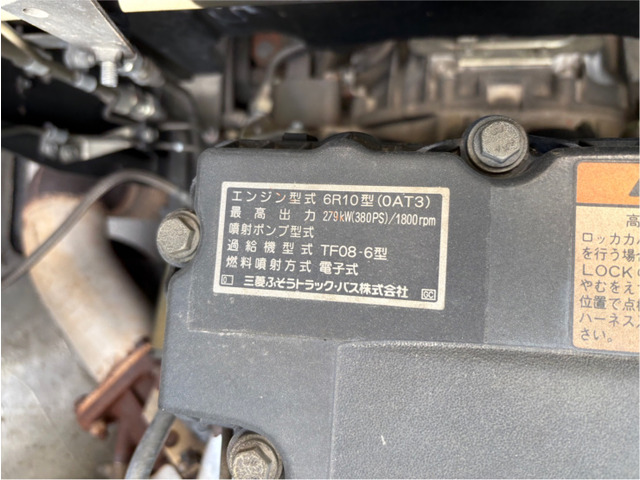 エンジン型式 6R10型(0AT3)
最高出力 279kW(380PS)/1800rpm
噴射ポンプ型式
過給機型式 TF08-6型
燃料噴射方式 電子式
三菱ふそうトラック・バス株式会社 GC
高
ロッカカ
を行う場
LOCK
やむをえ
位置で点
ハーネス
さい。